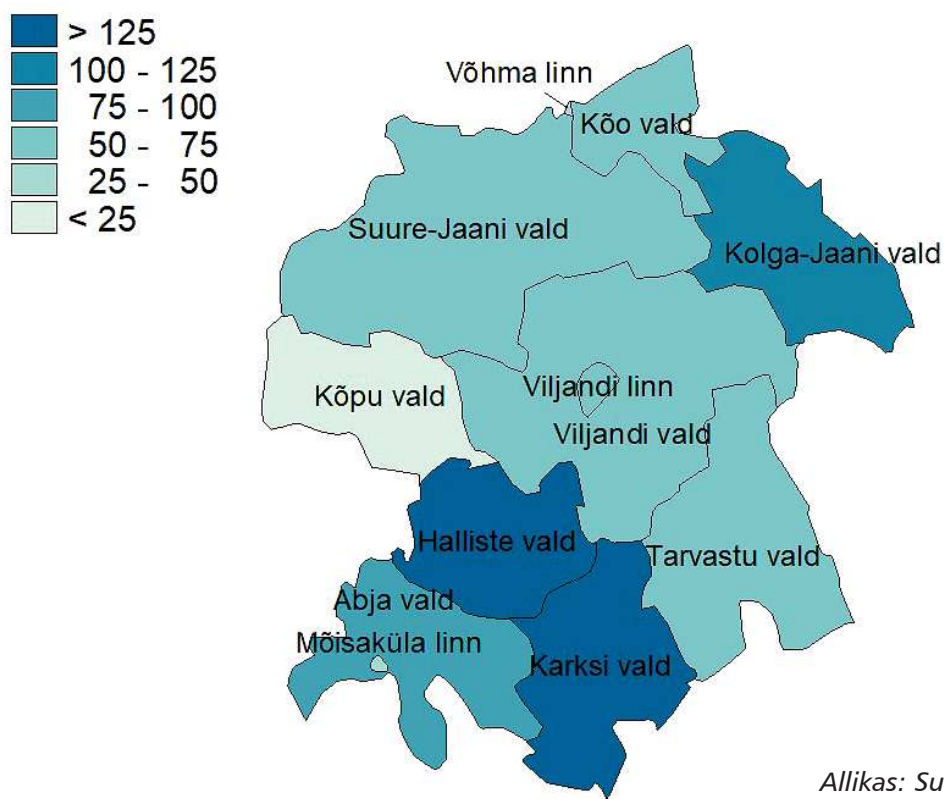 > 125
100 - 125
75 - 100
50 - 75
25 - 50
< 25
Võhma linn
Kõo vald
Suure-Jaani vald
Kolga-Jaani vald
Kõpu vald
Viljandi linn
Viljandi vald
Halliste vald
Tarvastu vald
Abja vald
Mõisaküla linn
Karksi vald
Allikas: Su